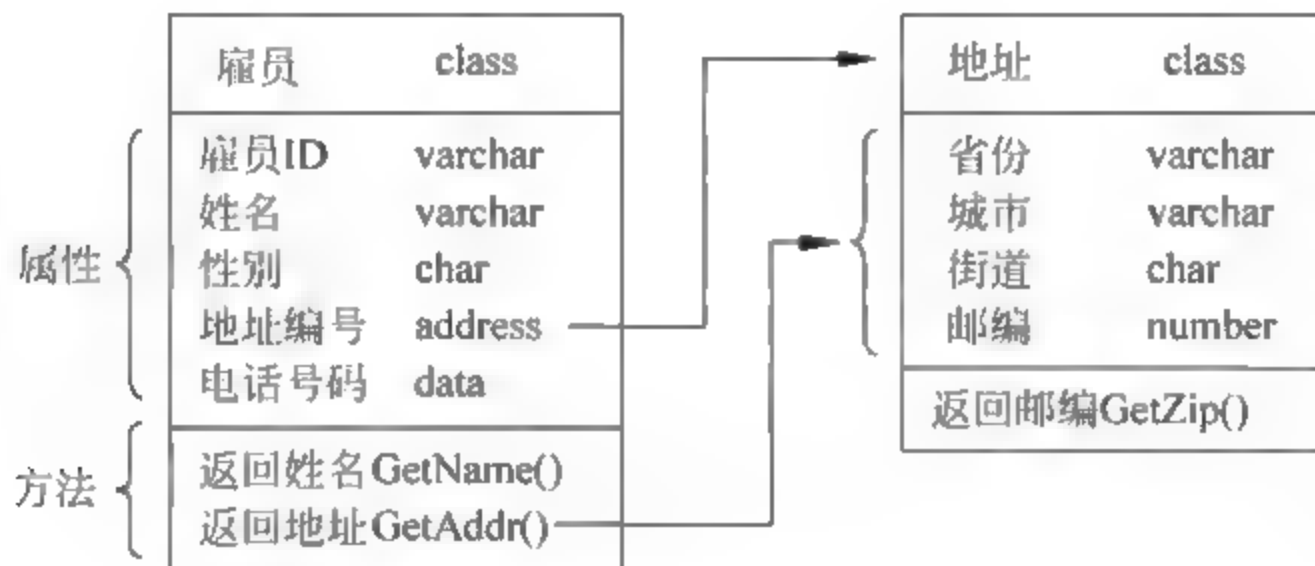 雇员 class
雇员ID varchar
姓名 varchar
性别 char
地址编号 address
电话号码 data
属性
返回姓名GetName()
返回地址GetAddr()
方法
地址 class
省份 varchar
城市 varchar
街道 char
邮编 number
返回邮编GetZip()